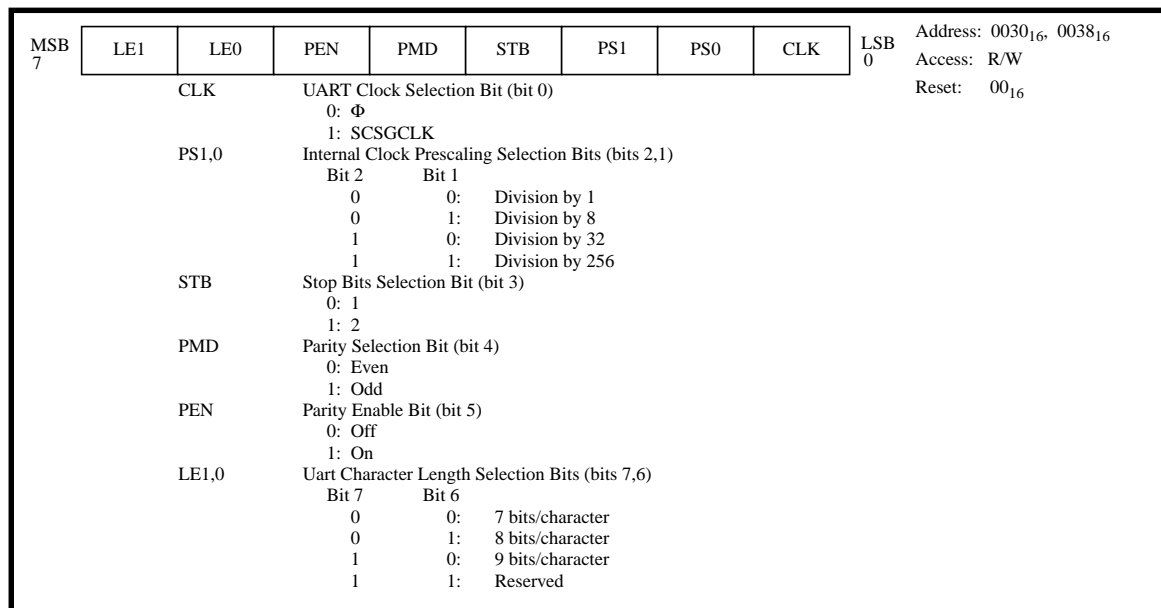 MSB 7 LE1 LE0 PEN PMD STB PS1 PS0 CLK LSB 0
Address: 0030₁₆, 0038₁₆
Access: R/W
Reset: 00₁₆
CLK UART Clock Selection Bit (bit 0)
0: Φ
1: SCSGCLK
PS1,0 Internal Clock Prescaling Selection Bits (bits 2,1)
Bit 2 Bit 1
0 0: Division by 1
0 1: Division by 8
1 0: Division by 32
1 1: Division by 256
STB Stop Bits Selection Bit (bit 3)
0: 1
1: 2
PMD Parity Selection Bit (bit 4)
0: Even
1: Odd
PEN Parity Enable Bit (bit 5)
0: Off
1: On
LE1,0 Uart Character Length Selection Bits (bits 7,6)
Bit 7 Bit 6
0 0: 7 bits/character
0 1: 8 bits/character
1 0: 9 bits/character
1 1: Reserved